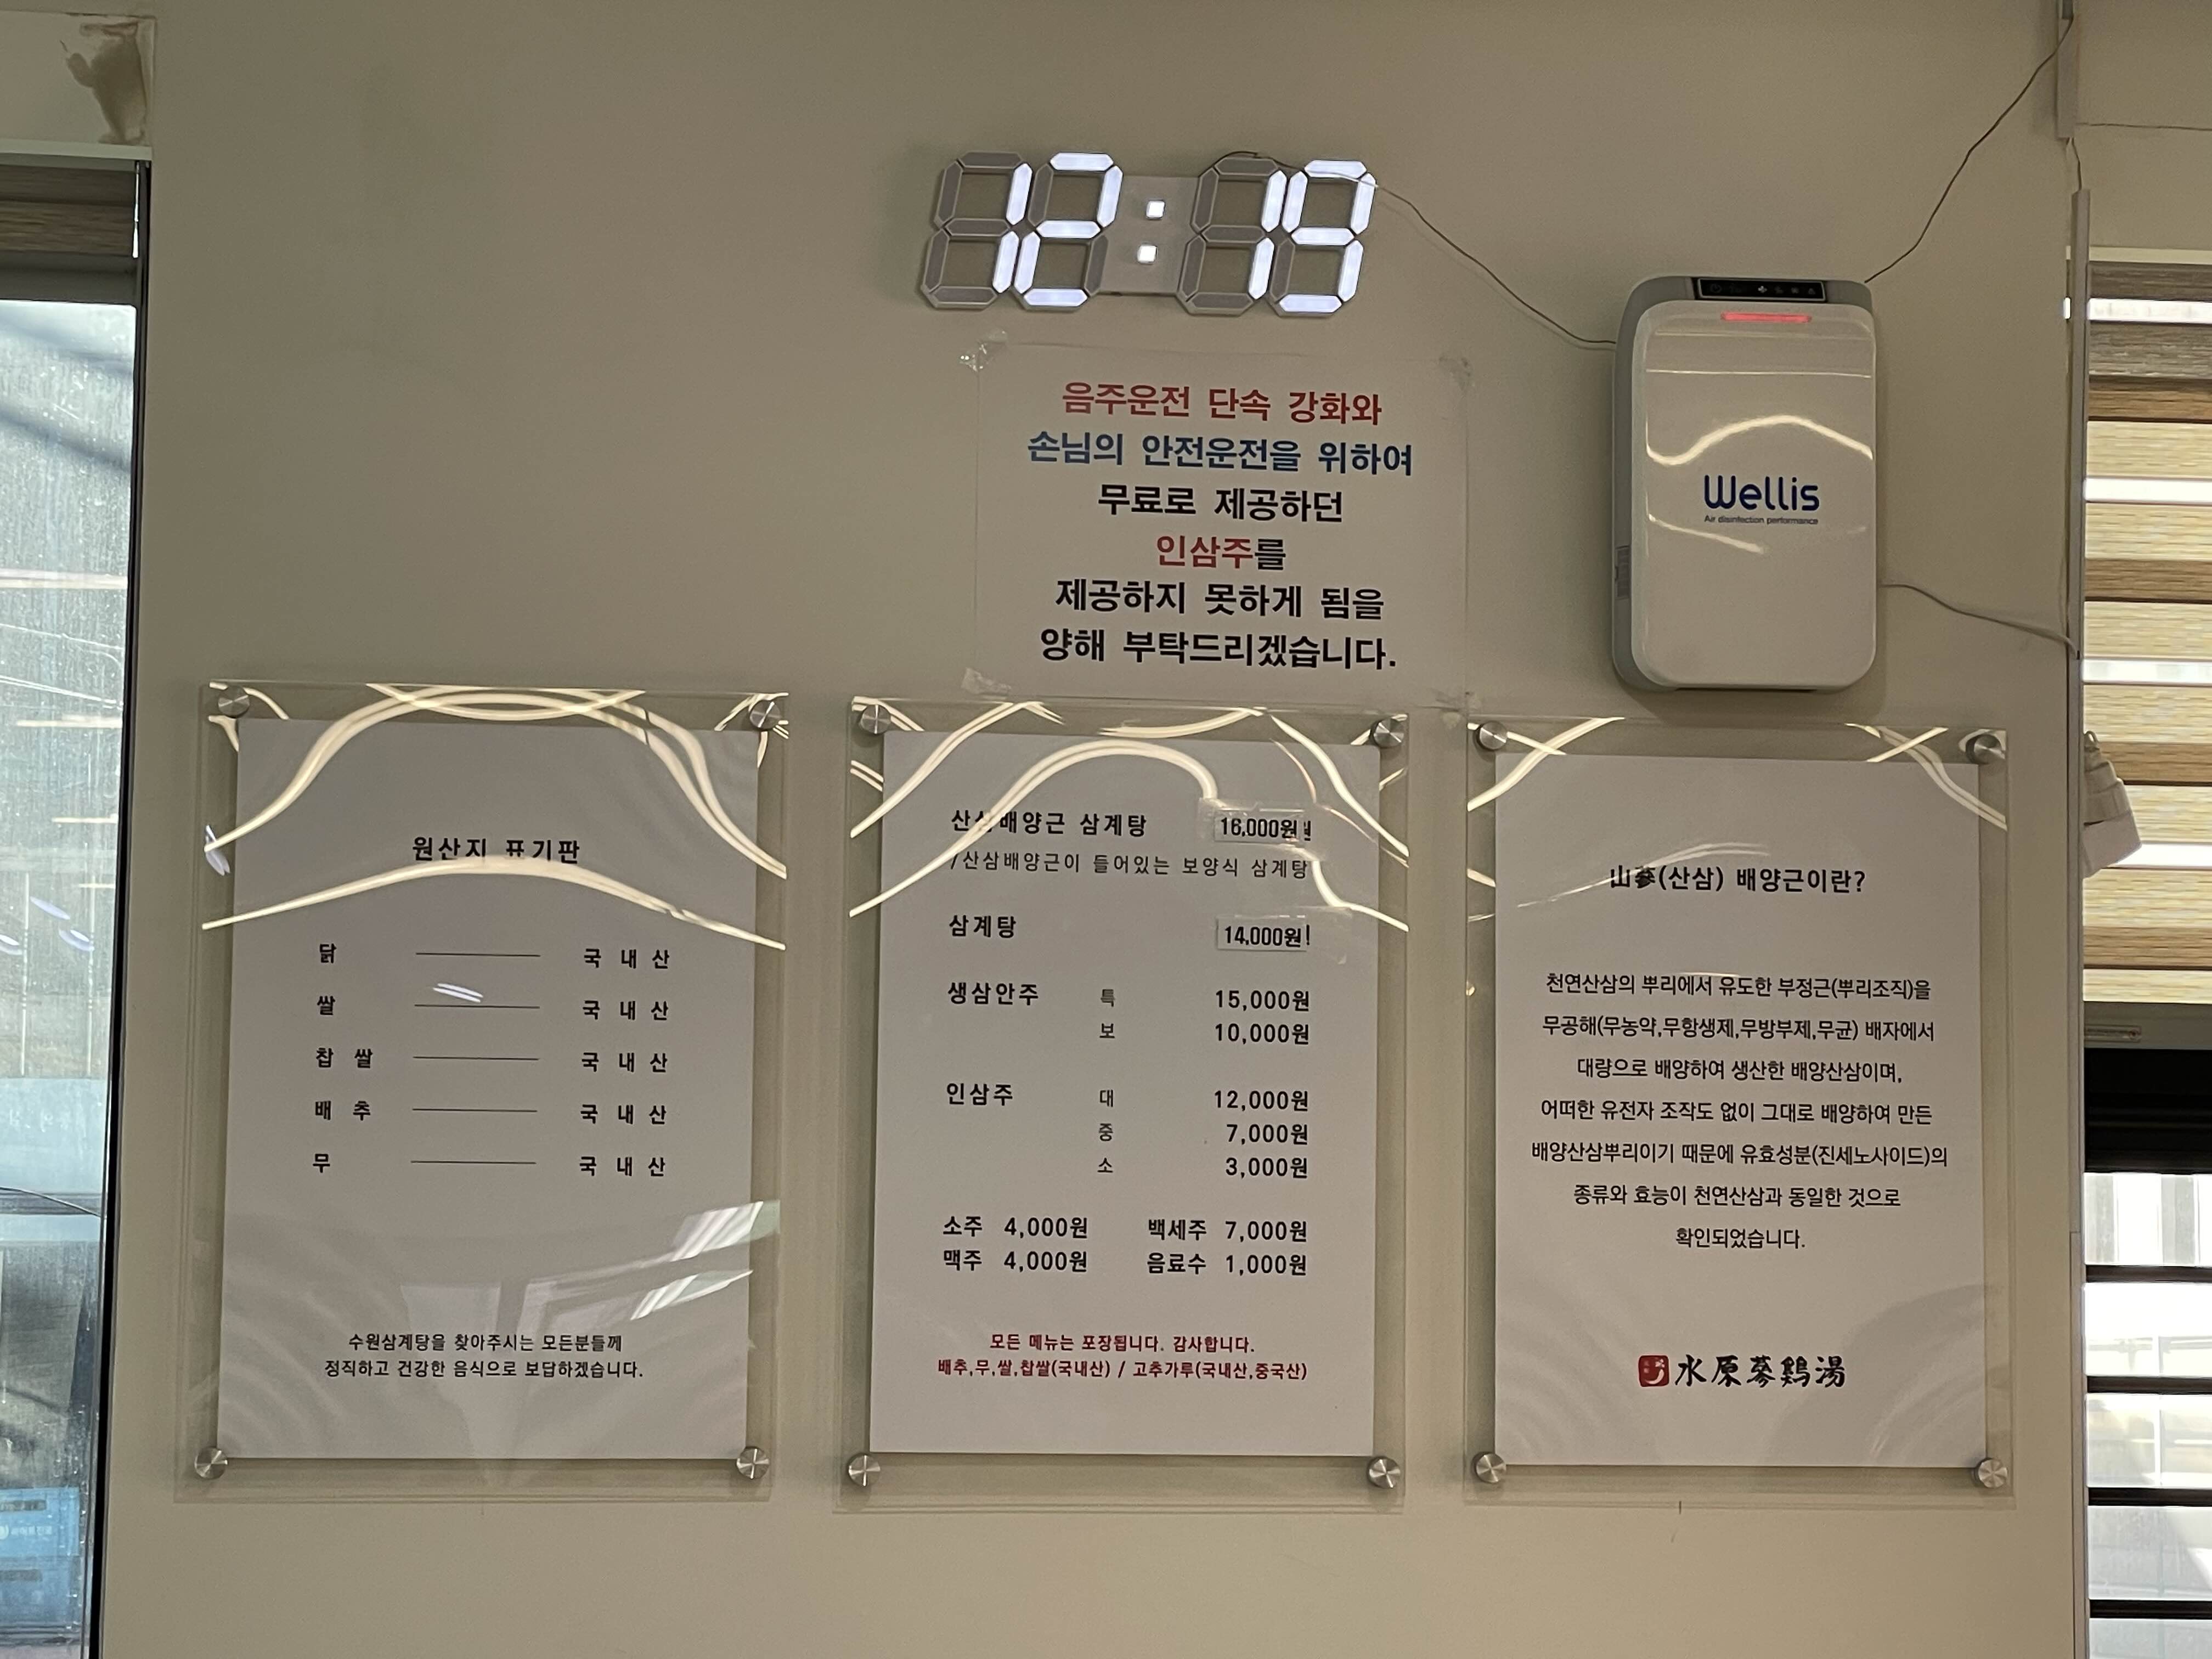 12:19
음주운전 단속 강화와
손님의 안전운전을 위하여
무료로 제공하던
인삼주를
제공하지 못하게 됨을
양해 부탁드리겠습니다.
Wellis
Air disinfection performance
원산지 표기판
닭 국 내 산
쌀 국 내 산
찹 쌀 국 내 산
배 추 국 내 산
무 국 내 산
수원삼계탕을 찾아주시는 모든분들께
정직하고 건강한 음식으로 보답하겠습니다.
산삼배양근 삼계탕 16,000원
/산삼배양근이 들어있는 보양식 삼계탕
삼계탕 14,000원
생삼안주 특 15,000원
보 10,000원
인삼주 대 12,000원
중 7,000원
소 3,000원
소주 4,000원 백세주 7,000원
맥주 4,000원 음료수 1,000원
모든 메뉴는 포장됩니다. 감사합니다.
배추,무,쌀,찹쌀(국내산) / 고추가루(국내산,중국산)
山蔘(산삼) 배양근이란?
천연산삼의 뿌리에서 유도한 부정근(뿌리조직)을
무공해(무농약,무항생제,무방부제,무균) 배자에서
대량으로 배양하여 생산한 배양산삼이며,
어떠한 유전자 조작도 없이 그대로 배양하여 만든
배양산삼뿌리이기 때문에 유효성분(진세노사이드)의
종류와 효능이 천연산삼과 동일한 것으로
확인되었습니다.
水原蔘鷄湯